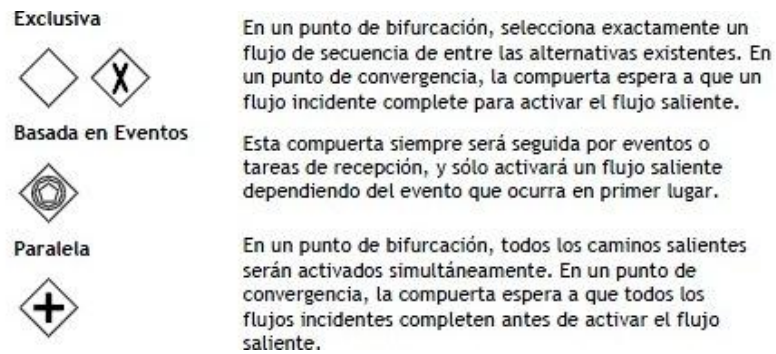 Exclusiva
En un punto de bifurcación, selecciona exactamente un
flujo de secuencia de entre las alternativas existentes. En
un punto de convergencia, la compuerta espera a que un
flujo incidente complete para activar el flujo saliente.
X
Basada en Eventos
Esta compuerta siempre será seguida por eventos o
tareas de recepción, y sólo activará un flujo saliente
dependiendo del evento que ocurra en primer lugar.
Paralela
En un punto de bifurcación, todos los caminos salientes
serán activados simultáneamente. En un punto de
convergencia, la compuerta espera a que todos los
flujos incidentes completen antes de activar el flujo
saliente.